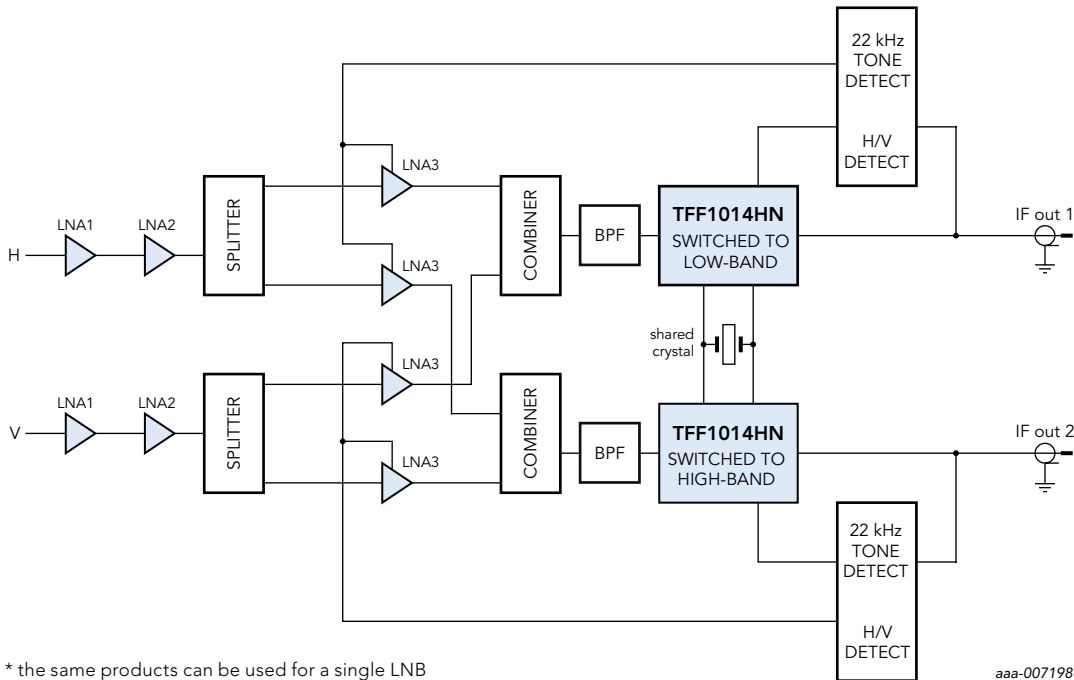 22 kHz
TONE
DETECT
H/V
DETECT
LNA3
LNA1
LNA2
H
SPLITTER
LNA3
COMBINER
BPF
TFF1014HN
SWITCHED TO
LOW-BAND
IF out 1
shared
crystal
LNA3
LNA1
LNA2
V
SPLITTER
LNA3
COMBINER
BPF
TFF1014HN
SWITCHED TO
HIGH-BAND
IF out 2
22 kHz
TONE
DETECT
H/V
DETECT
* the same products can be used for a single LNB
aaa-007198